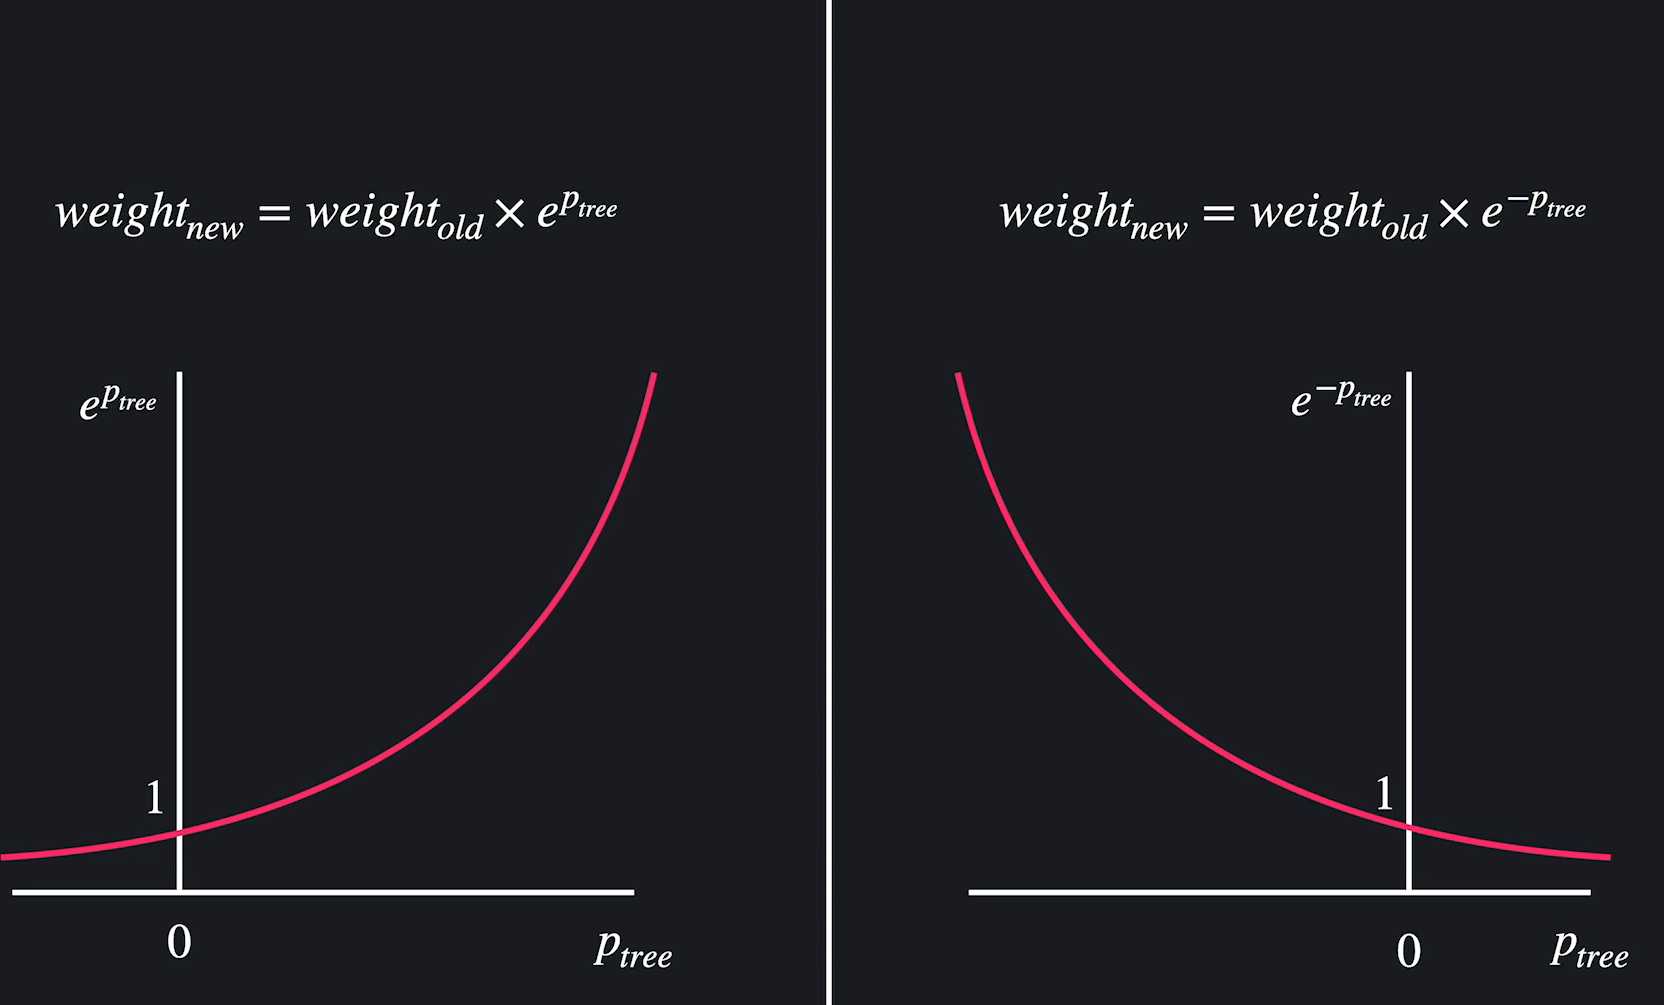 weight_new = weight_old × e^{p_tree}
e^{p_tree}
1
0
p_tree
weight_new = weight_old × e^{−p_tree}
e^{−p_tree}
1
0
p_tree